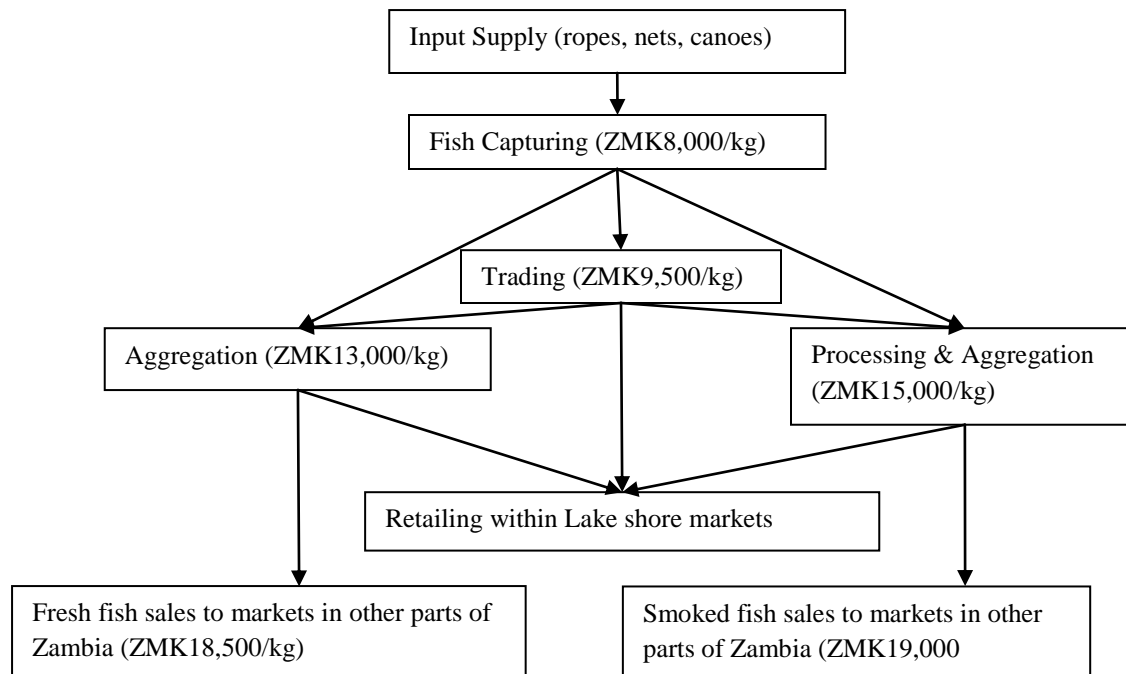 Input Supply (ropes, nets, canoes)
Fish Capturing (ZMK8,000/kg)
Trading (ZMK9,500/kg)
Aggregation (ZMK13,000/kg)
Processing & Aggregation
(ZMK15,000/kg)
Retailing within Lake shore markets
Fresh fish sales to markets in other parts of
Zambia (ZMK18,500/kg)
Smoked fish sales to markets in other
parts of Zambia (ZMK19,000